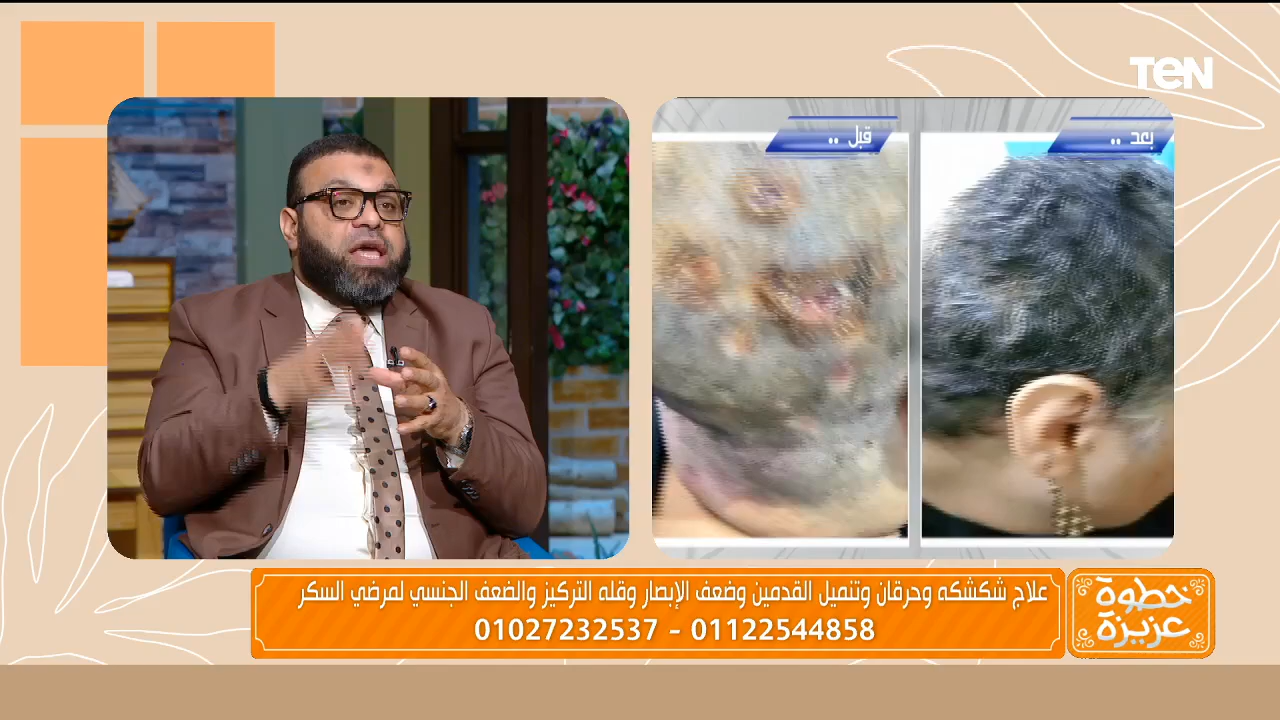 TEN
قبل ..
بعد ..
علاج شكشكه وحرقان وتنميل القدمين وضعف الإبصار وقله التركيز والضعف الجنسي لمرضي السكر
01027232537 - 01122544858
خطوة
عزيزة